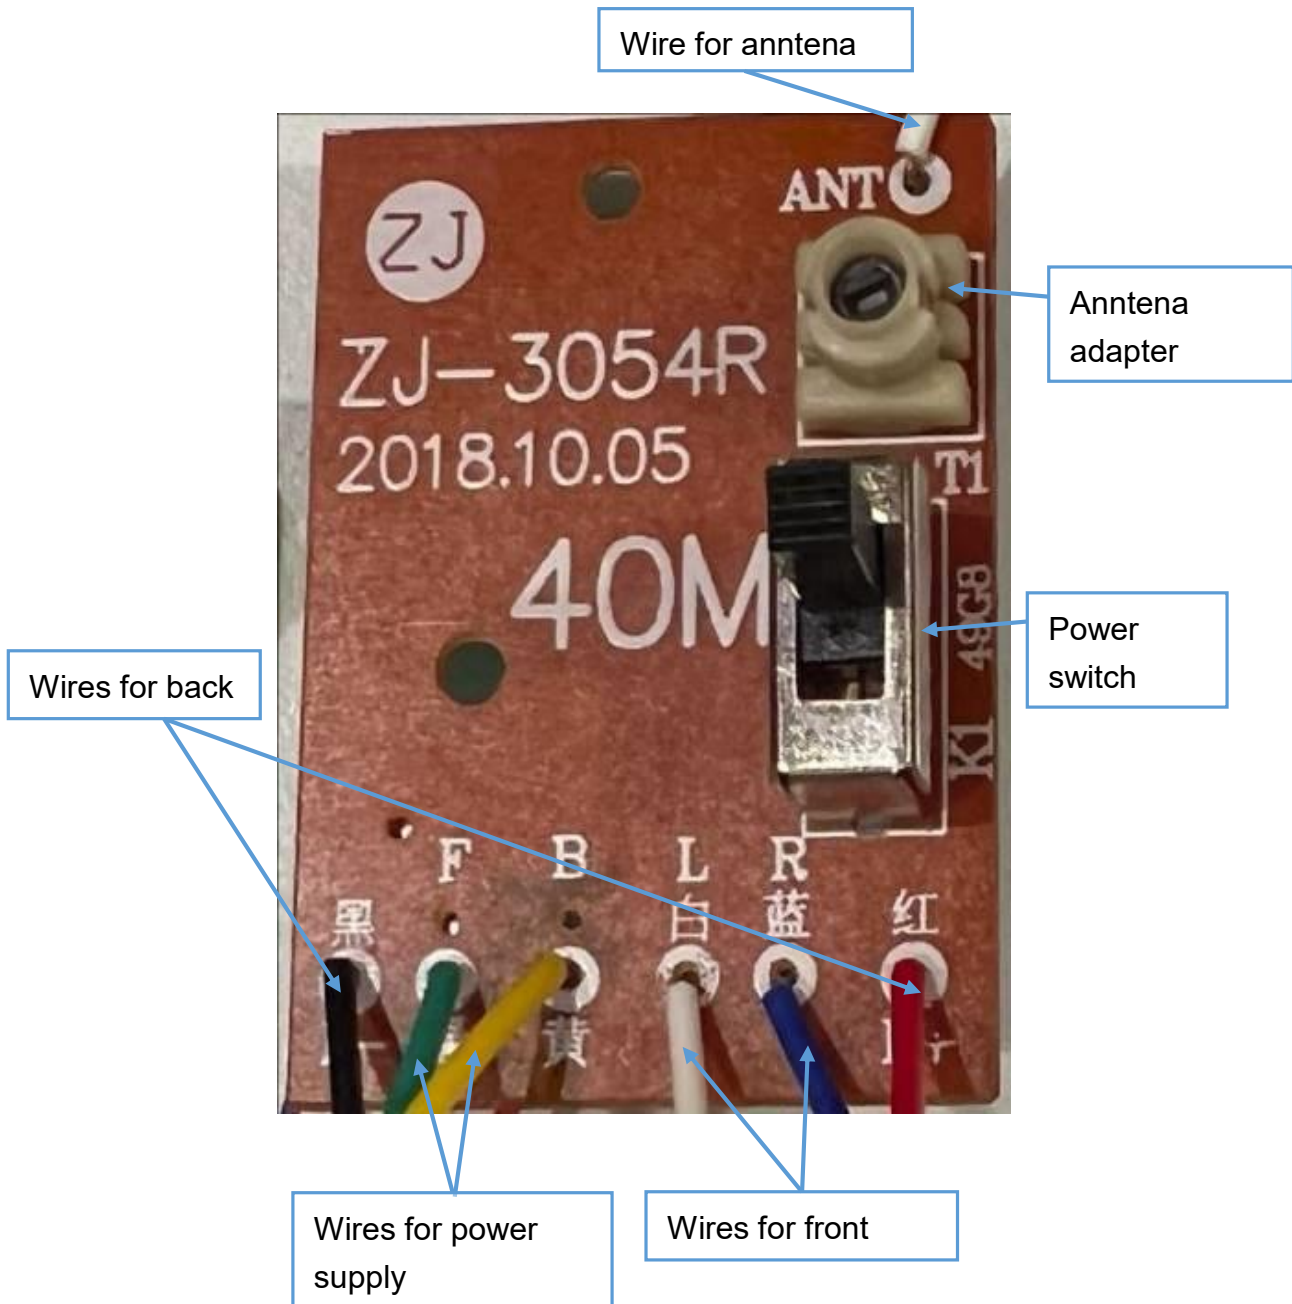 Wire for anntena
ANT
ZJ
Anntena
adapter
ZJ-3054R
2018.10.05
T1
40M
49G8
Power
switch
Wires for back
K1
F B L R
黑 白 蓝 红
黄
Wires for power
supply
Wires for front